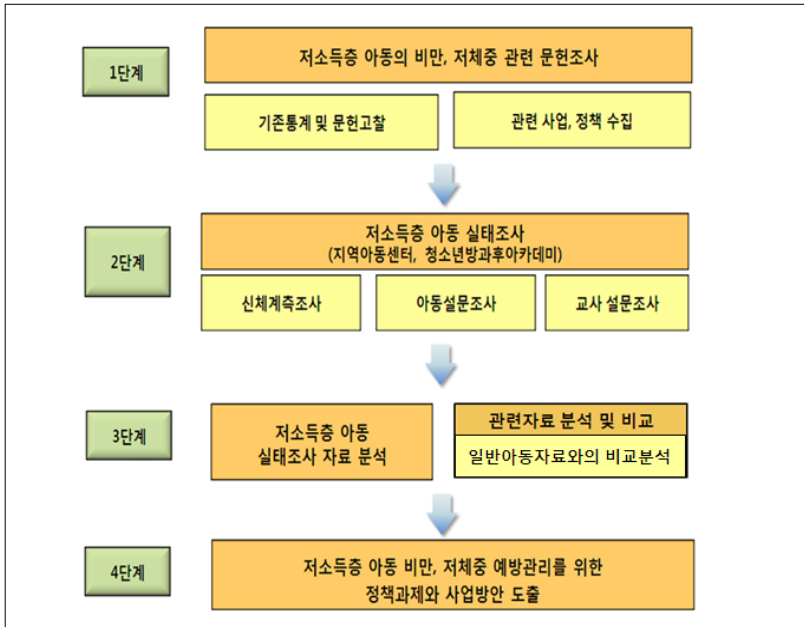 1단계
저소득층 아동의 비만, 저체중 관련 문헌조사
기존통계 및 문헌고찰
관련 사업, 정책 수집
2단계
저소득층 아동 실태조사
(지역아동센터, 청소년방과후아카데미)
신체계측조사
아동설문조사
교사 설문조사
3단계
저소득층 아동
실태조사 자료 분석
관련자료 분석 및 비교
일반아동자료와의 비교분석
4단계
저소득층 아동 비만, 저체중 예방관리를 위한
정책과제와 사업방안 도출